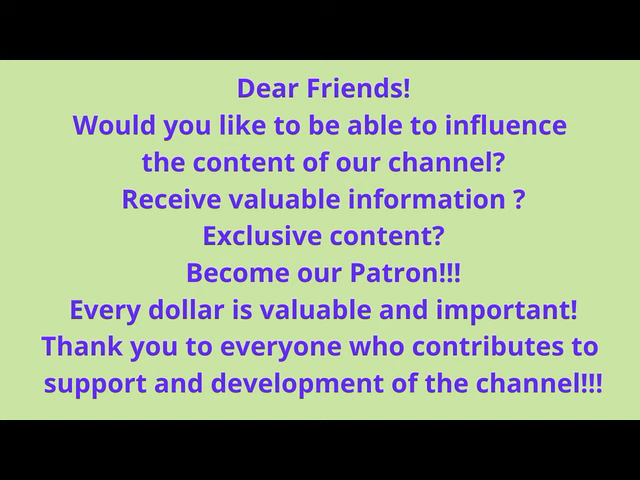 Dear Friends!
Would you like to be able to influence
the content of our channel?
Receive valuable information ?
Exclusive content?
Become our Patron!!!
Every dollar is valuable and important!
Thank you to everyone who contributes to
support and development of the channel!!!